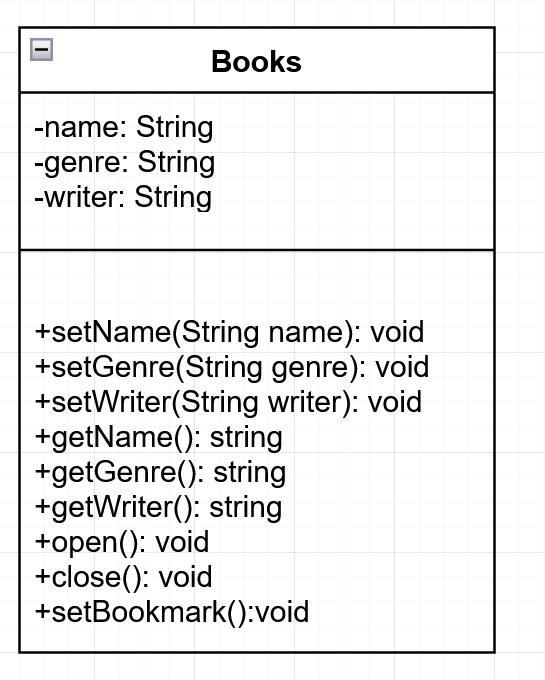 Books
-name: String
-genre: String
-writer: String
+setName(String name): void
+setGenre(String genre): void
+setWriter(String writer): void
+getName(): string
+getGenre(): string
+getWriter(): string
+open(): void
+close(): void
+setBookmark():void